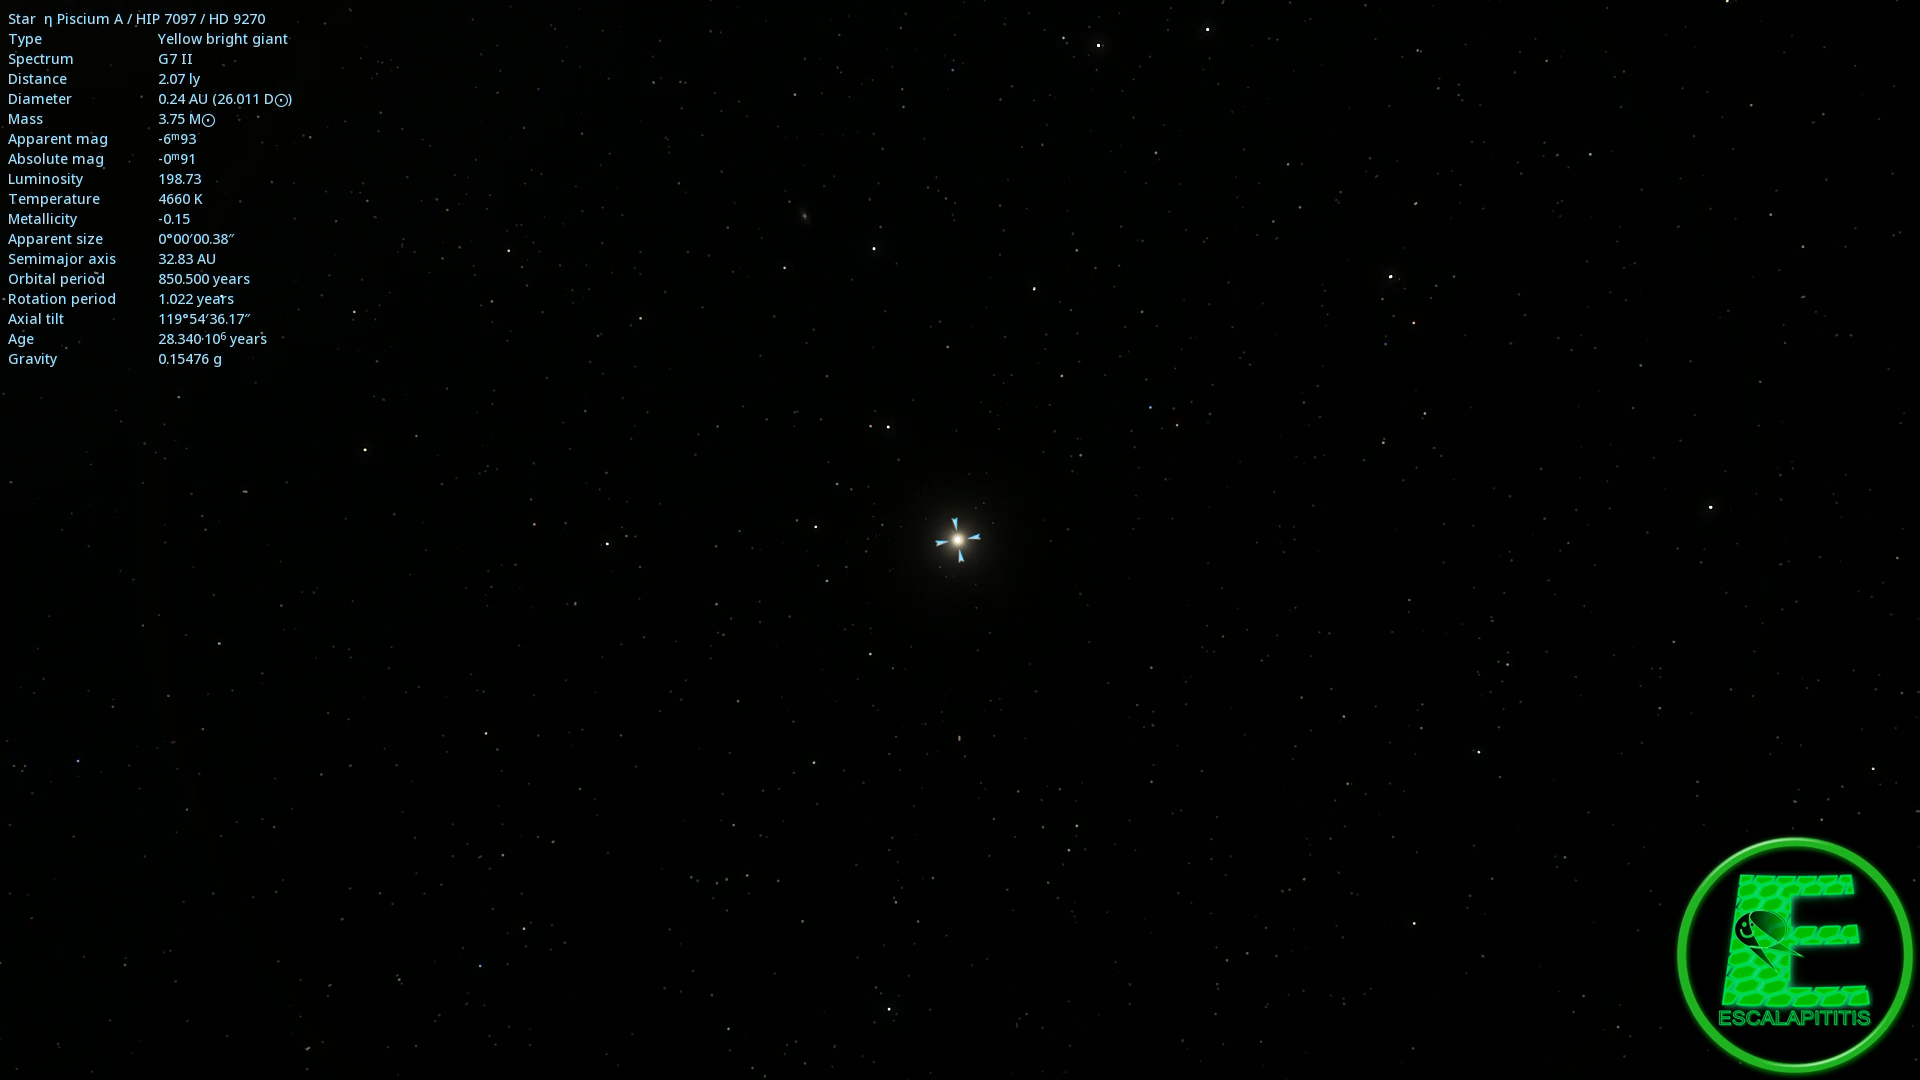 Star η Piscium A / HIP 7097 / HD 9270
Type Yellow bright giant
Spectrum G7 II
Distance 2.07 ly
Diameter 0.24 AU (26.011 D☉)
Mass 3.75 M☉
Apparent mag -6ᵐ93
Absolute mag -0ᵐ91
Luminosity 198.73
Temperature 4660 K
Metallicity -0.15
Apparent size 0°00′00.38″
Semimajor axis 32.83 AU
Orbital period 850.500 years
Rotation period 1.022 years
Axial tilt 119°54′36.17″
Age 28.340·10⁶ years
Gravity 0.15476 g
E
ESCALAPITITIS